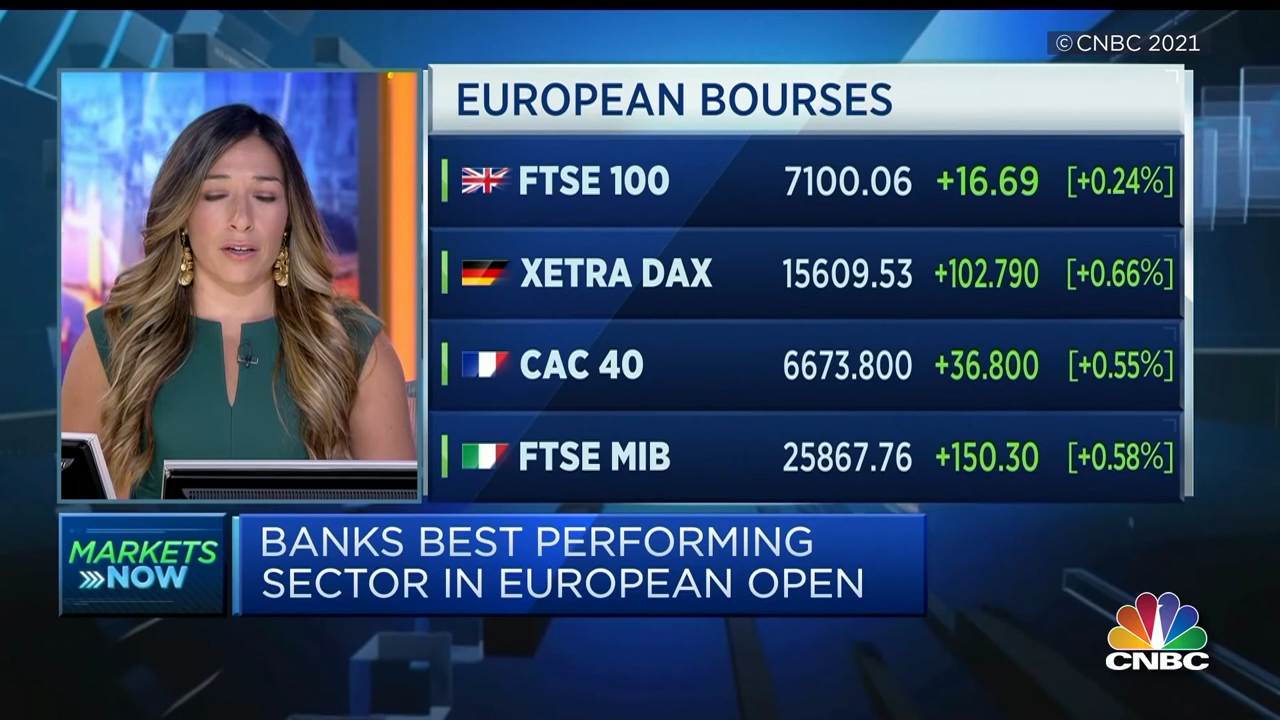 © CNBC 2021
EUROPEAN BOURSES
FTSE 100 7100.06 +16.69 [+0.24%]
XETRA DAX 15609.53 +102.790 [+0.66%]
CAC 40 6673.800 +36.800 [+0.55%]
FTSE MIB 25867.76 +150.30 [+0.58%]
MARKETS
NOW
BANKS BEST PERFORMING
SECTOR IN EUROPEAN OPEN
CNBC